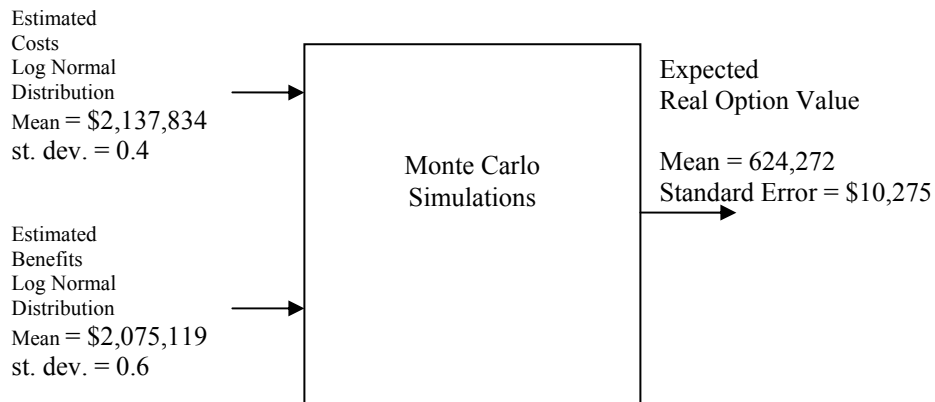 Estimated
Costs
Log Normal
Distribution
Mean = $2,137,834
st. dev. = 0.4
Estimated
Benefits
Log Normal
Distribution
Mean = $2,075,119
st. dev. = 0.6
Monte Carlo
Simulations
Expected
Real Option Value
Mean = 624,272
Standard Error = $10,275